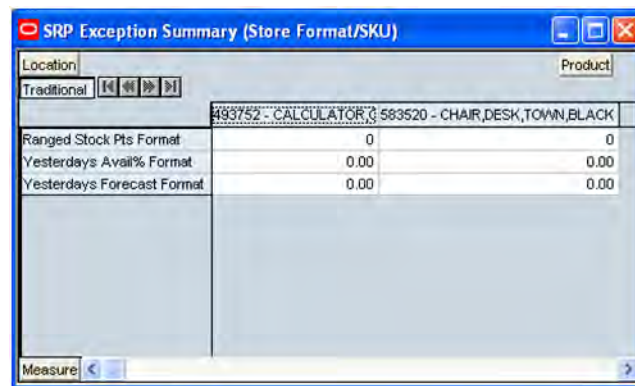 SRP Exception Summary (Store Format/SKU)
Location Product
Traditional
493752 - CALCULATOR, 583520 - CHAIR,DESK,TOWN,BLACK
Ranged Stock Pts Format 0 0
Yesterdays Avail% Format 0.00 0.00
Yesterdays Forecast Format 0.00 0.00
Measure